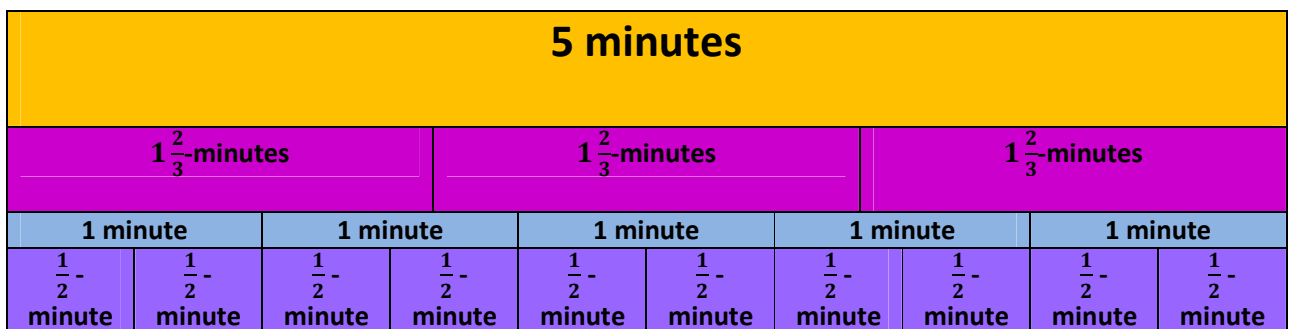 5 minutes
1 2/3-minutes 1 2/3-minutes 1 2/3-minutes
1 minute 1 minute 1 minute 1 minute 1 minute
1/2 - 1/2 - 1/2 - 1/2 - 1/2 - 1/2 - 1/2 - 1/2 - 1/2 - 1/2 -
minute minute minute minute minute minute minute minute minute minute